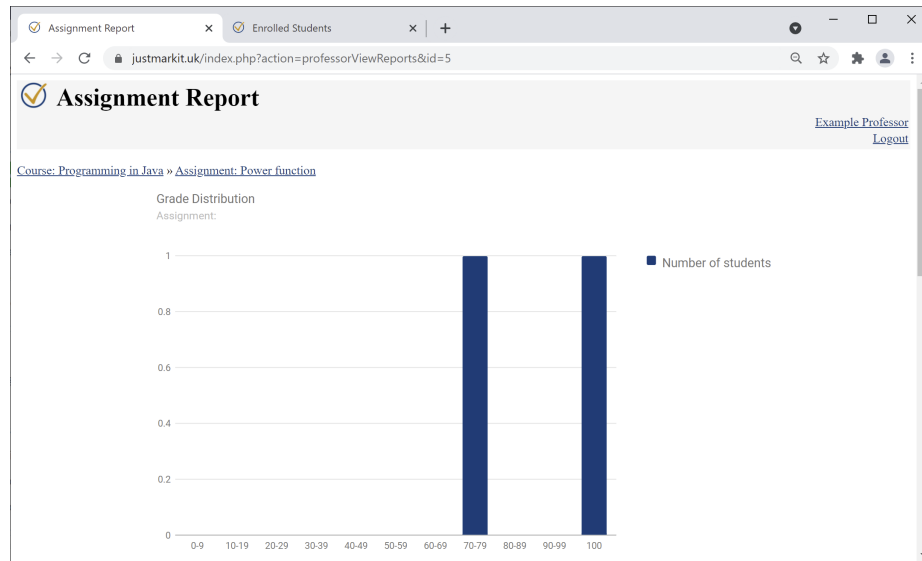 Assignment Report
Enrolled Students
justmarkit.uk/index.php?action=professorViewReports&id=5
Assignment Report
Example Professor
Logout
Course: Programming in Java » Assignment: Power function
Grade Distribution
Assignment:
Number of students
1
0.8
0.6
0.4
0.2
0
0-9 10-19 20-29 30-39 40-49 50-59 60-69 70-79 80-89 90-99 100